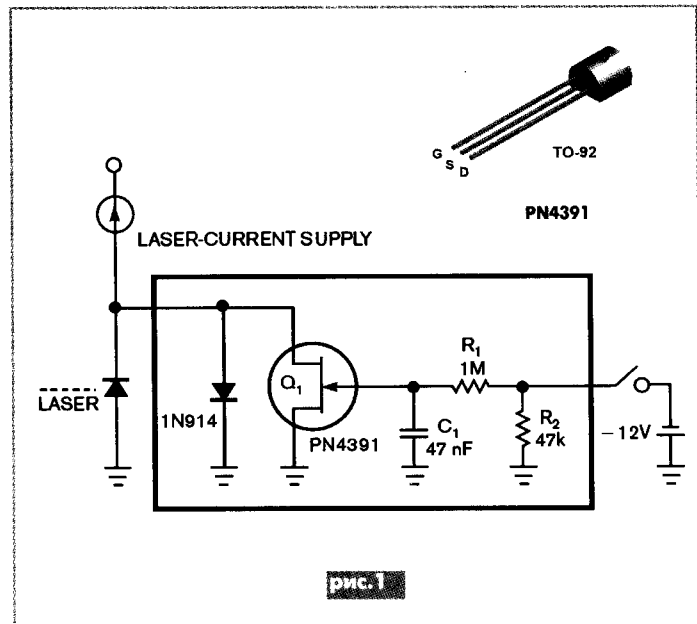 G
S
D
TO-92
PN4391
LASER-CURRENT SUPPLY
LASER
1N914
Q1
PN4391
R1
1M
C1
47 nF
R2
47k
−12V
рис.1